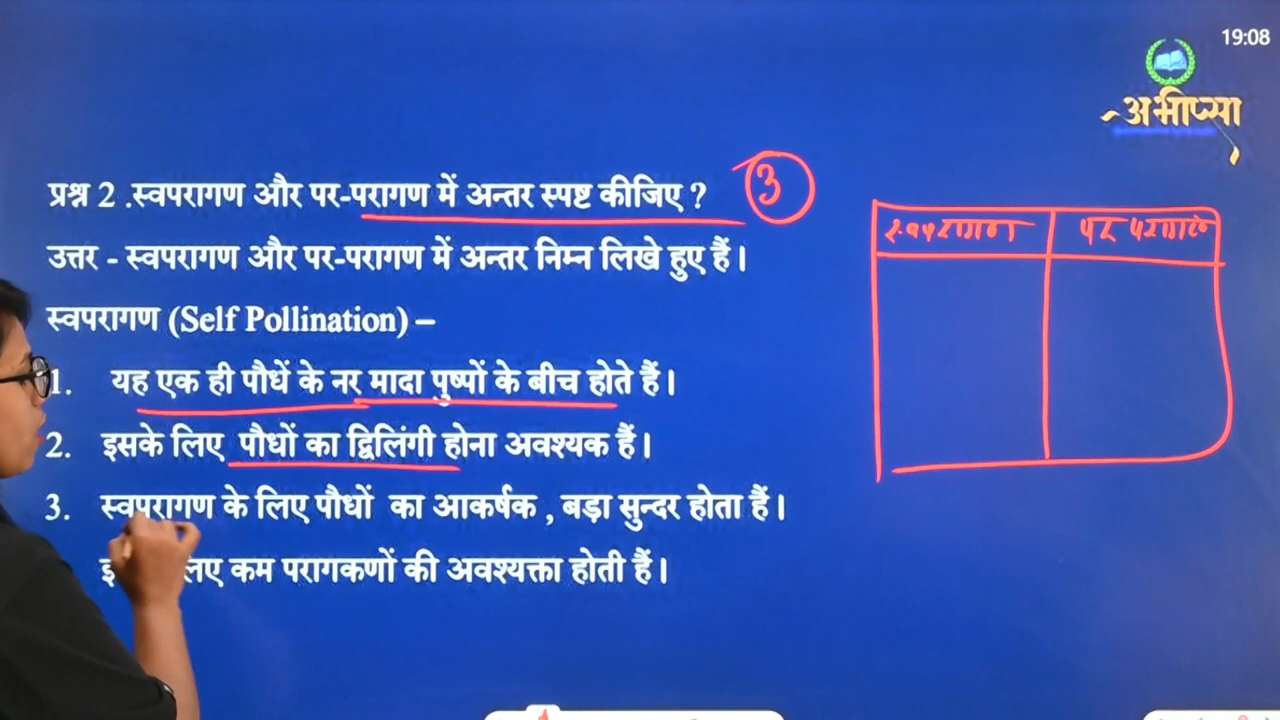 19:08
अभीप्सा
प्रश्न 2 .स्वपरागण और पर-परागण में अन्तर स्पष्ट कीजिए ?
3
उत्तर - स्वपरागण और पर-परागण में अन्तर निम्न लिखे हुए हैं।
स्वपरागण पर परागण
स्वपरागण (Self Pollination) –
1. यह एक ही पौधें के नर मादा पुष्पों के बीच होते हैं।
2. इसके लिए पौधों का द्विलिंगी होना अवश्यक हैं।
3. स्वपरागण के लिए पौधों का आकर्षक , बड़ा सुन्दर होता हैं।
कम परागकणों की अवश्यक्ता होती हैं।